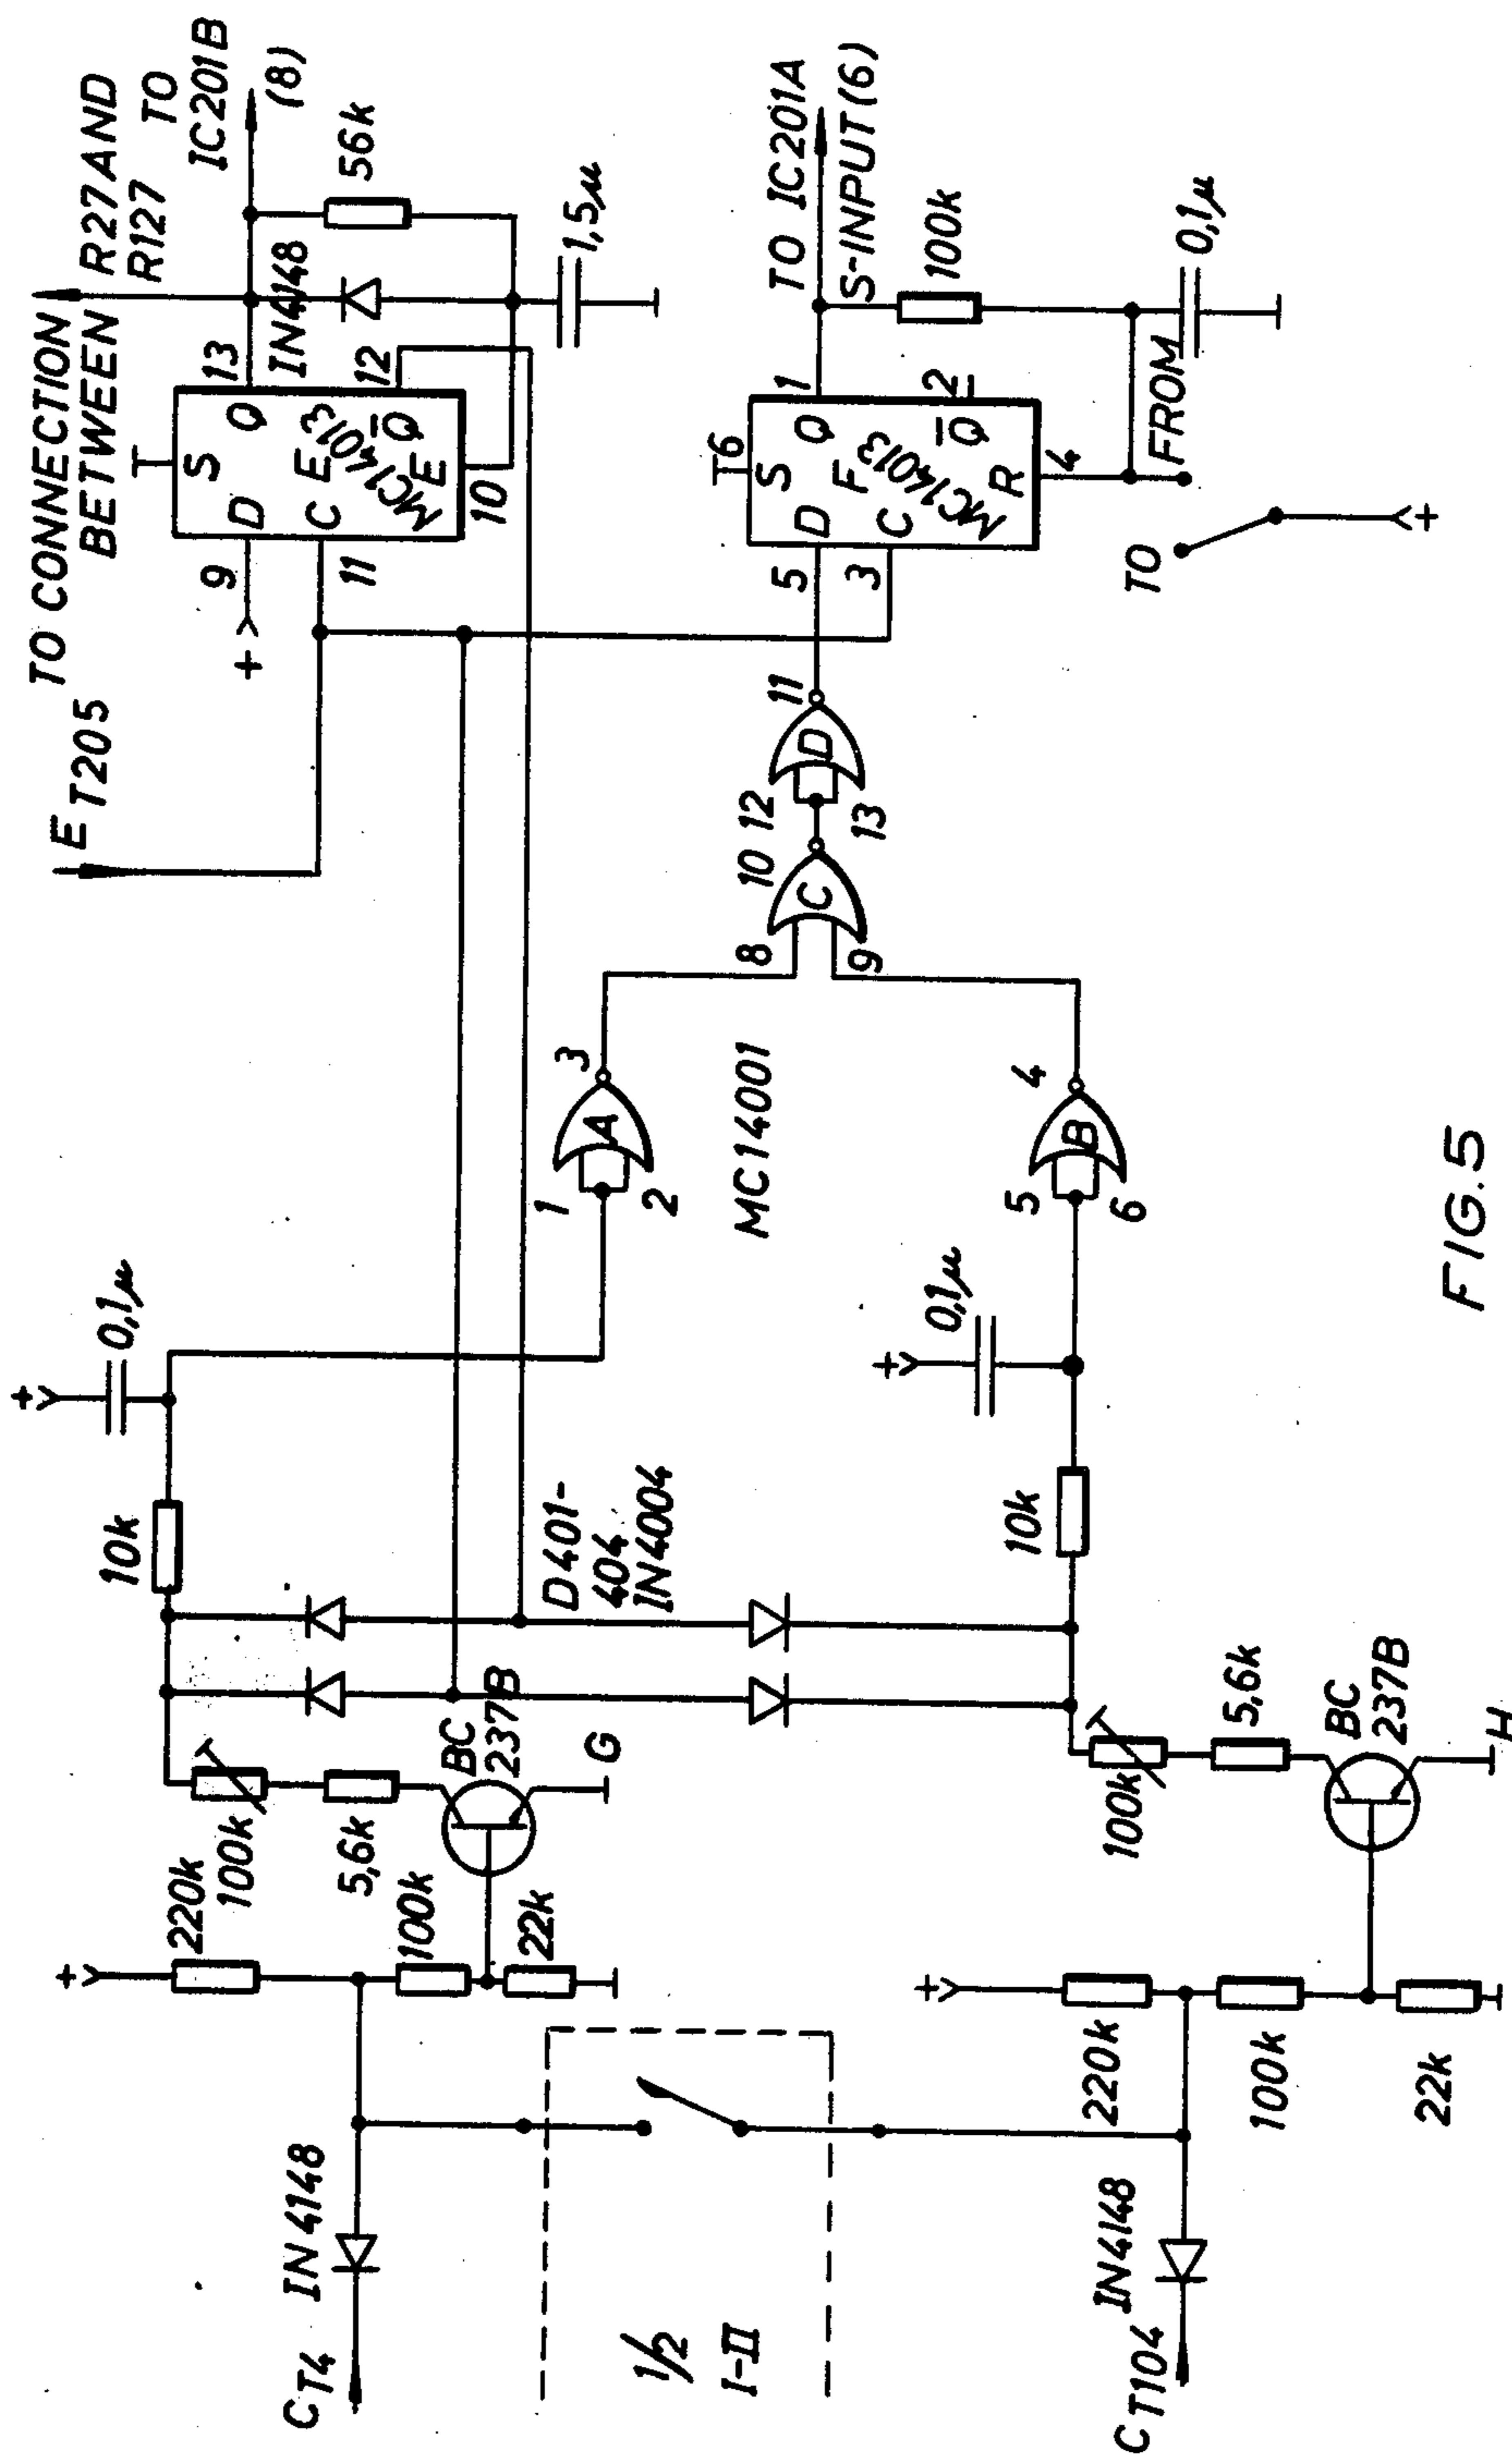 E T205
TO CONNECTION
BETWEEN
R27 AND
R127
TO
IC201B
(8)
+
0,1µ
10k
+
220k
100k
5,6k
100k
22k
BC
237B
G
C T4
IN 4148
1/2
I-II
C T104
IN4148
+
220k
100k
22k
100k
5,6k
BC
237B
H
D401-
404
IN4004
10k
+
0,1µ
1
2
A
3
MC14001
5
6
B
4
8
9
C
10
12
13
D
11
+
9
11
D
S
Q
C
E
MC14013
Q̅
E
13
12
10
IN4148
56k
1,5µ
5
3
6
D
S
Q
F
C
MC14013
Q̅
R
1
2
4
TO IC201A
S-INPUT(6)
100k
0,1µ
FROM
TO
+
FIG. 5